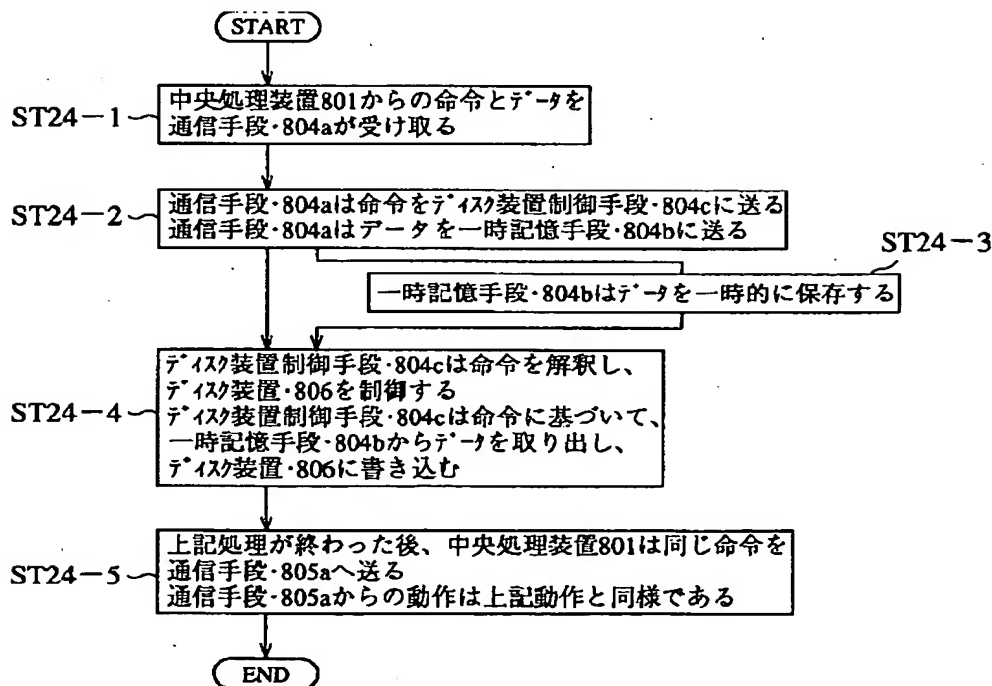 START
ST24-1
中央処理装置801からの命令とデータを
通信手段・804aが受け取る
ST24-2
通信手段・804aは命令をディスク装置制御手段・804cに送る
通信手段・804aはデータを一時記憶手段・804bに送る
ST24-3
一時記憶手段・804bはデータを一時的に保存する
ST24-4
ディスク装置制御手段・804cは命令を解釈し、
ディスク装置・806を制御する
ディスク装置制御手段・804cは命令に基づいて、
一時記憶手段・804bからデータを取り出し、
ディスク装置・806に書き込む
ST24-5
上記処理が終わった後、中央処理装置801は同じ命令を
通信手段・805aへ送る
通信手段・805aからの動作は上記動作と同様である
END